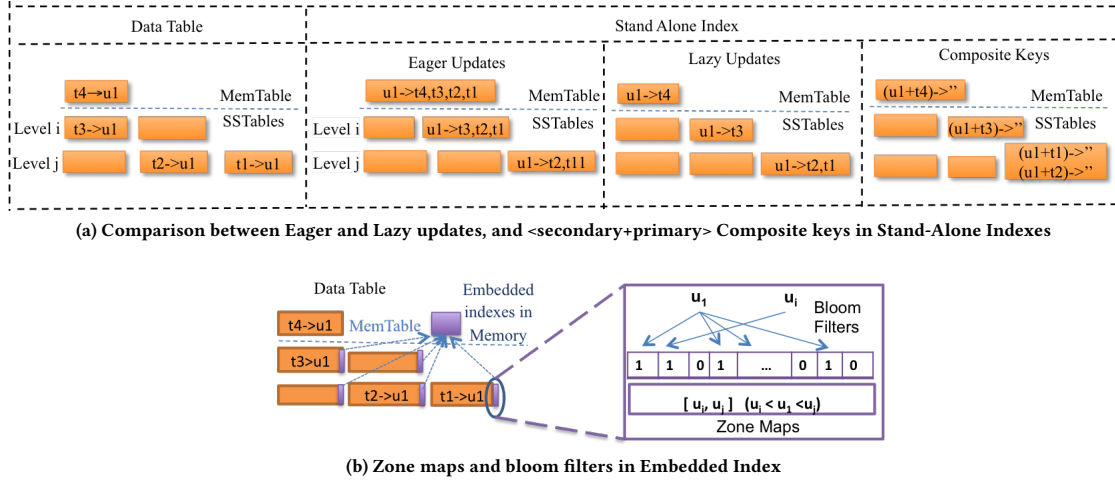 Data Table
Stand Alone Index
Eager Updates
Lazy Updates
Composite Keys
t4→u1
u1->t4,t3,t2,t1
MemTable
u1->t4
MemTable
(u1+t4)->’’
MemTable
Level i
t3->u1
Level i
u1->t3,t2,t1
SSTables
u1->t3
SSTables
(u1+t3)->’’
SSTables
Level j
t2->u1
t1->u1
Level j
u1->t2,t11
u1->t2,t1
(u1+t1)->’’
(u1+t2)->’’
(a) Comparison between Eager and Lazy updates, and <secondary+primary> Composite keys in Stand-Alone Indexes
Data Table
Embedded
indexes in
Memory
t4->u1
MemTable
t3>u1
t2->u1
t1->u1
u1
ui
Bloom
Filters
1 1 0 1 ... 0 1 0
[ ui, uj ] (ui < u1 <uj)
Zone Maps
(b) Zone maps and bloom filters in Embedded Index